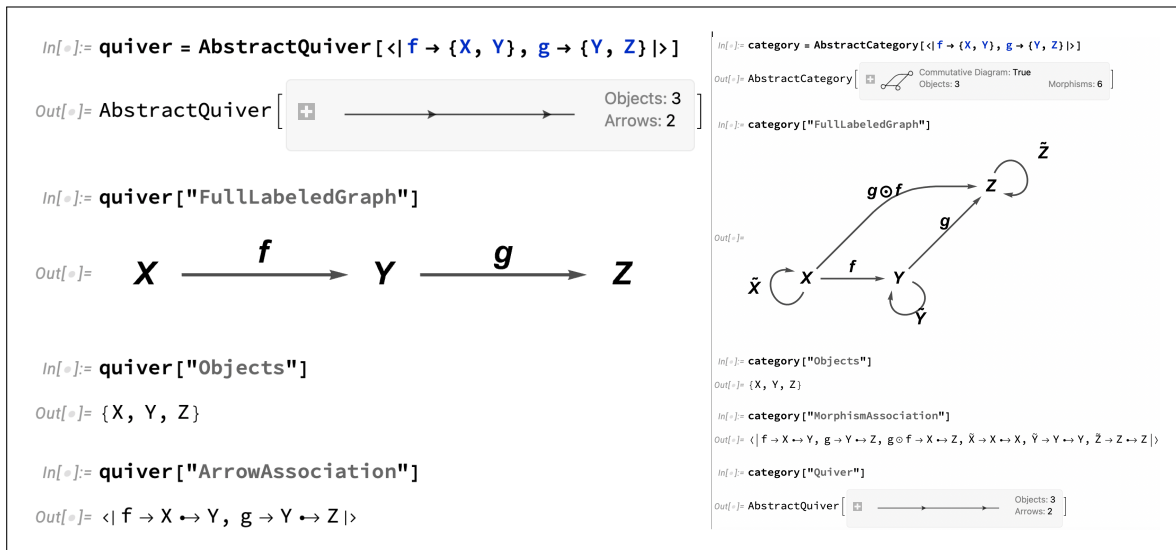 In[ ]:= quiver = AbstractQuiver[<|f → {X, Y}, g → {Y, Z}|>]
Out[ ]= AbstractQuiver[ Objects: 3
Arrows: 2 ]
In[ ]:= quiver["FullLabeledGraph"]
f g
Out[ ]= X Y Z
In[ ]:= quiver["Objects"]
Out[ ]= {X, Y, Z}
In[ ]:= quiver["ArrowAssociation"]
Out[ ]= <|f → X ↔ Y, g → Y ↔ Z|>
In[ ]:= category = AbstractCategory[<|f → {X, Y}, g → {Y, Z}|>]
Out[ ]= AbstractCategory[ Commutative Diagram: True
Objects: 3 Morphisms: 6 ]
In[ ]:= category["FullLabeledGraph"]
Z̃
Z
g⊙f
g
Out[ ]=
f
X̃ X Y
Ỹ
In[ ]:= category["Objects"]
Out[ ]= {X, Y, Z}
In[ ]:= category["MorphismAssociation"]
Out[ ]= <|f → X ↔ Y, g → Y ↔ Z, g⊙f → X ↔ Z, X̃ → X ↔ X, Ỹ → Y ↔ Y, Z̃ → Z ↔ Z|>
In[ ]:= category["Quiver"]
Out[ ]= AbstractQuiver[ Objects: 3
Arrows: 2 ]